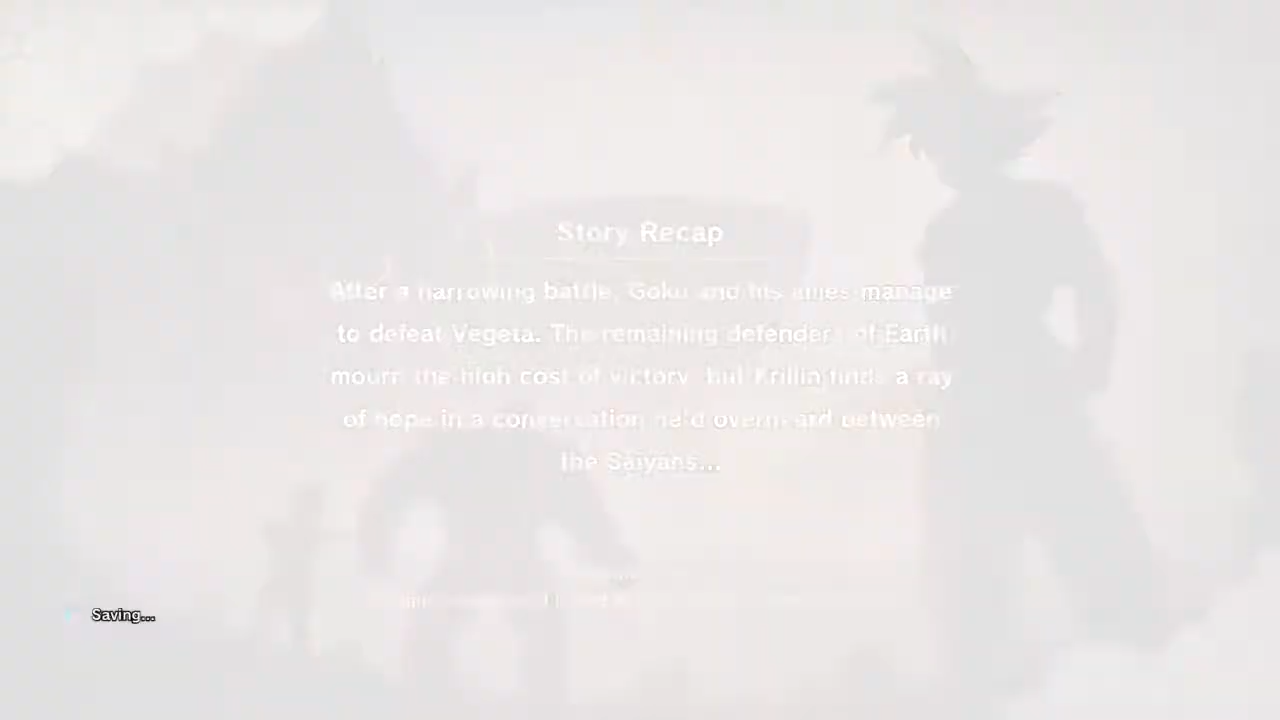 Story Recap
After a harrowing battle, Goku and his allies manage
to defeat Vegeta. The remaining defenders of Earth
mourn the high cost of victory, but Krillin finds a ray
of hope in a conversation he'd overheard between
the Saiyans...
Saving...